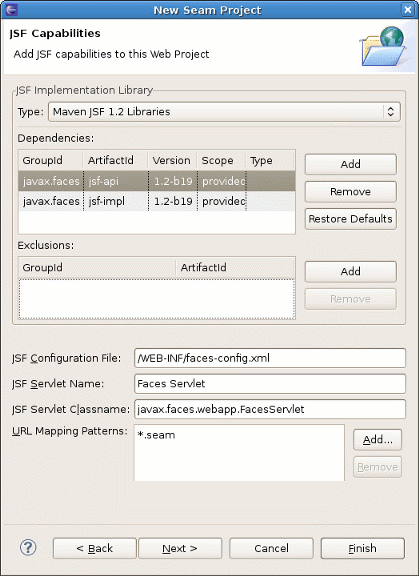 New Seam Project
JSF Capabilities
Add JSF capabilities to this Web Project
JSF Implementation Library
Type: Maven JSF 1.2 Libraries
Dependencies:
GroupId ArtifactId Version Scope Type
javax.faces jsf-api 1.2-b19 provided
javax.faces jsf-impl 1.2-b19 provided
Add
Remove
Restore Defaults
Exclusions:
GroupId ArtifactId
Add
Remove
JSF Configuration File: /WEB-INF/faces-config.xml
JSF Servlet Name: Faces Servlet
JSF Servlet Classname: javax.faces.webapp.FacesServlet
URL Mapping Patterns: *.seam
Add...
Remove
? < Back Next > Cancel Finish